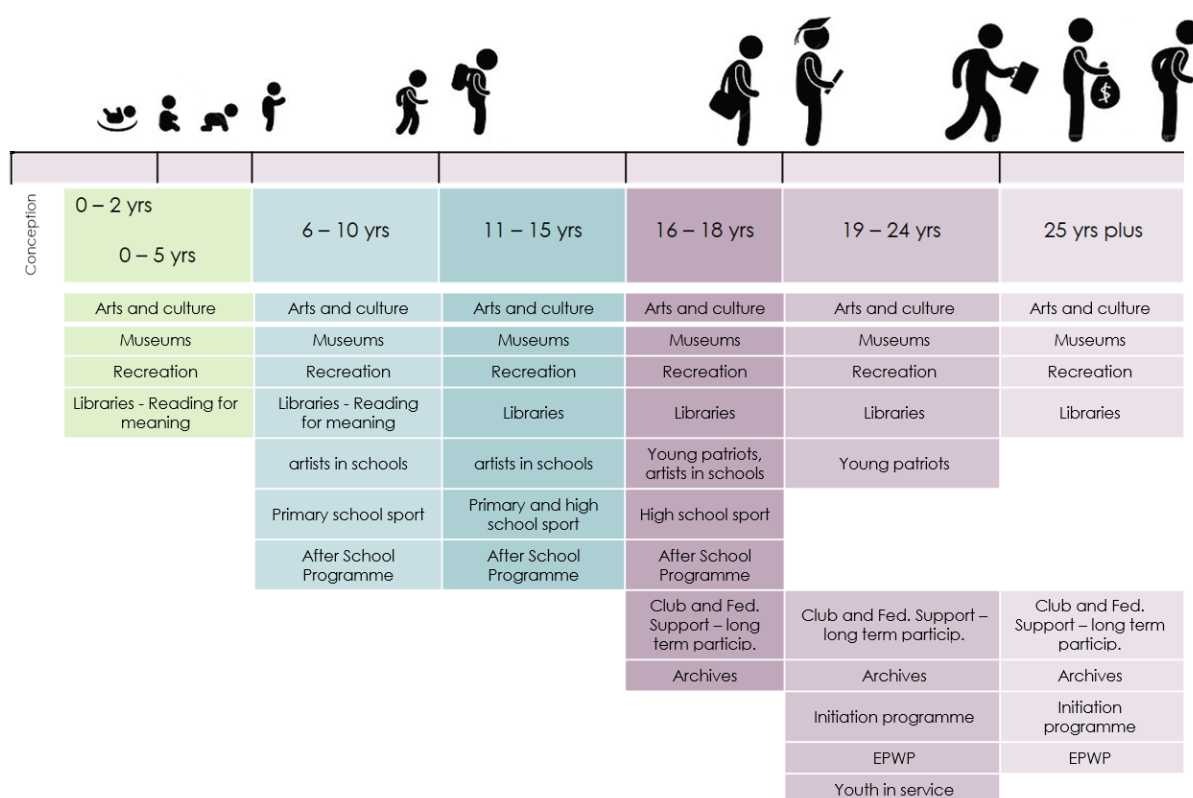 $
Conception
0 – 2 yrs
0 – 5 yrs
6 – 10 yrs
11 – 15 yrs
16 – 18 yrs
19 – 24 yrs
25 yrs plus
Arts and culture
Arts and culture
Arts and culture
Arts and culture
Arts and culture
Arts and culture
Museums
Museums
Museums
Museums
Museums
Museums
Recreation
Recreation
Recreation
Recreation
Recreation
Recreation
Libraries - Reading for
meaning
Libraries - Reading
for meaning
Libraries
Libraries
Libraries
Libraries
artists in schools
artists in schools
Young patriots,
artists in schools
Young patriots
Primary school sport
Primary and high
school sport
High school sport
After School
Programme
After School
Programme
After School
Programme
Club and Fed.
Support – long
term particip.
Club and Fed. Support –
long term particip.
Club and Fed.
Support – long term
particip.
Archives
Archives
Archives
Initiation programme
Initiation
programme
EPWP
EPWP
Youth in service